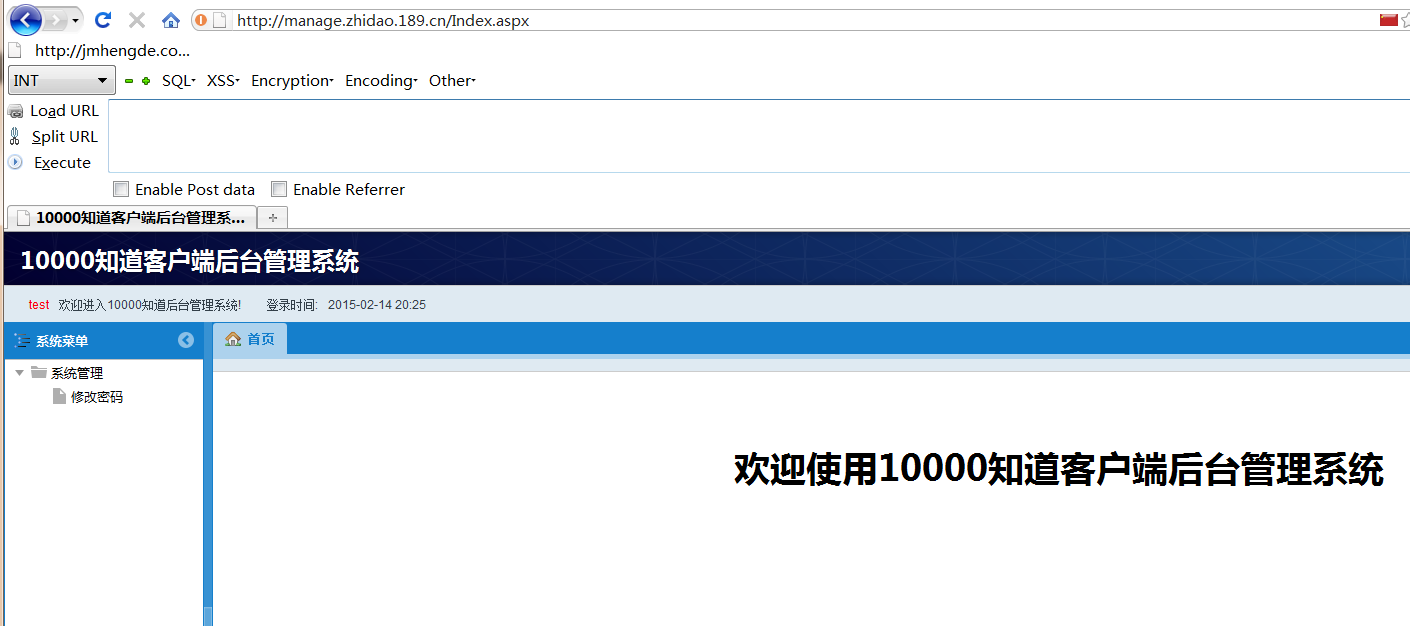 http://manage.zhidao.189.cn/Index.aspx
http://jmhengde.co...
INT SQL XSS Encryption Encoding Other
Load URL
Split URL
Execute
Enable Post data Enable Referrer
10000知道客户端后台管理系...
10000知道客户端后台管理系统
test 欢迎进入10000知道后台管理系统! 登录时间: 2015-02-14 20:25
系统菜单 首页
系统管理
修改密码
欢迎使用10000知道客户端后台管理系统